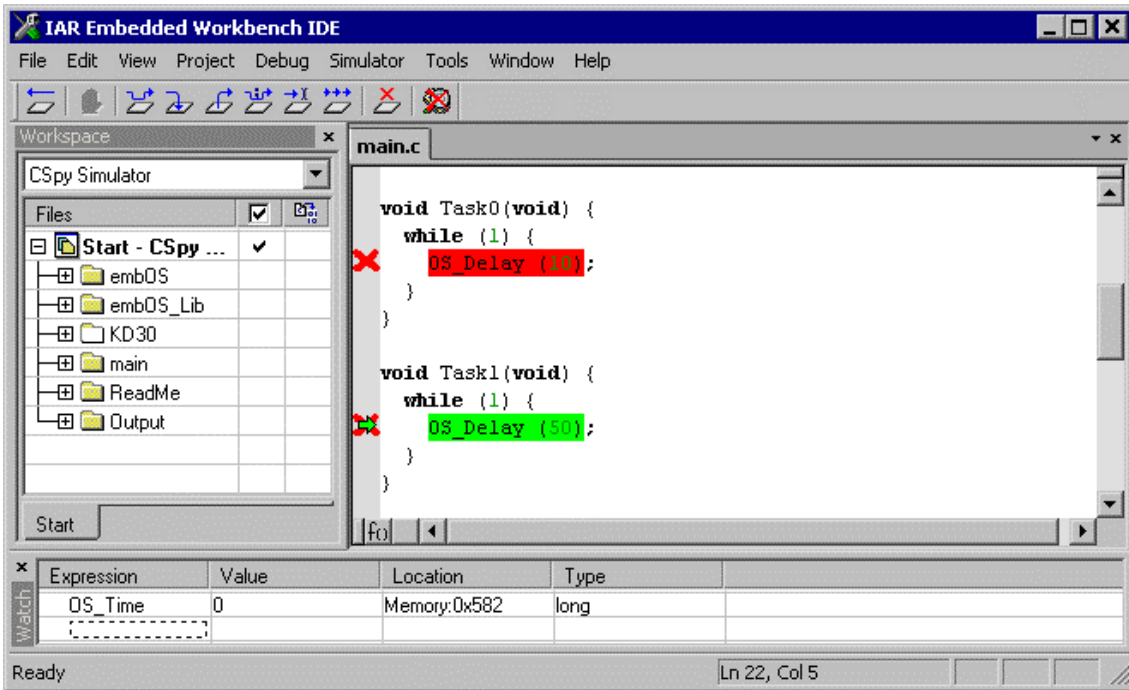 IAR Embedded Workbench IDE
File Edit View Project Debug Simulator Tools Window Help
Workspace
CSpy Simulator
Files
Start - CSpy ...
embOS
embOS_Lib
KD30
main
ReadMe
Output
Start
main.c
void Task0(void) {
while (1) {
OS_Delay (10);
}
}
void Task1(void) {
while (1) {
OS_Delay (50);
}
}
Watch
Expression Value Location Type
OS_Time 0 Memory:0x582 long
Ready Ln 22, Col 5